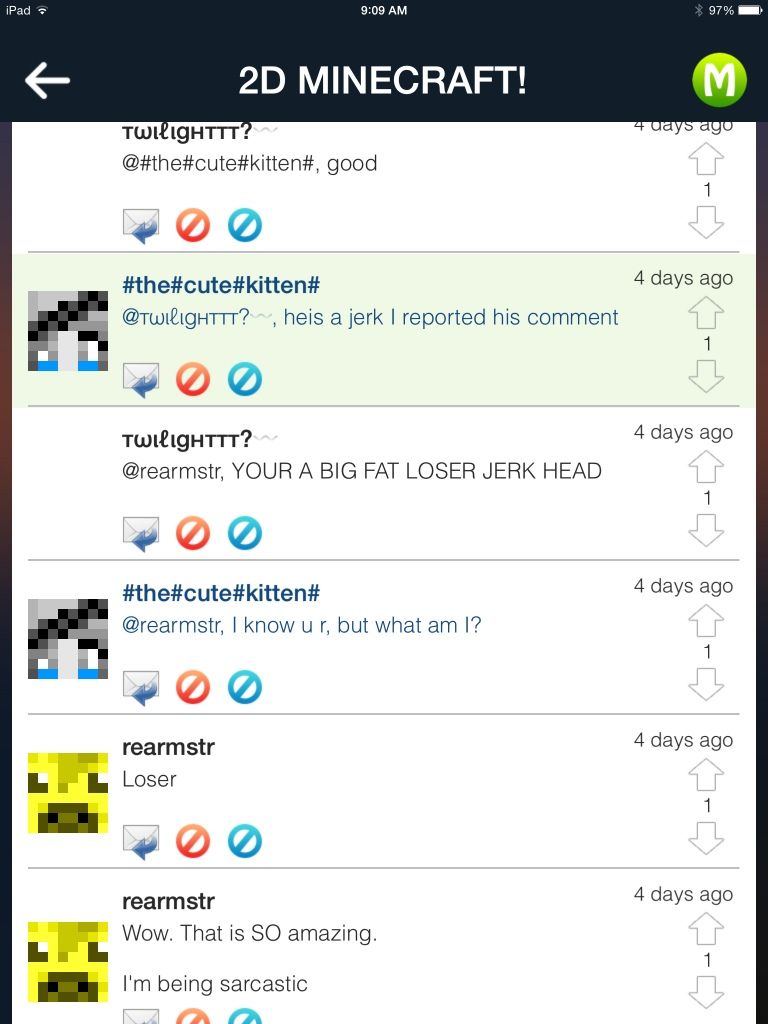 iPad 9:09 AM 97%
2D MINECRAFT!
M
τωιℓιgнттт?〰 4 days ago
@#the#cute#kitten#, good
1
#the#cute#kitten# 4 days ago
@τωιℓιgнттт?〰, heis a jerk I reported his comment
1
τωιℓιgнттт?〰 4 days ago
@rearmstr, YOUR A BIG FAT LOSER JERK HEAD
1
#the#cute#kitten# 4 days ago
@rearmstr, I know u r, but what am I?
1
rearmstr 4 days ago
Loser
1
rearmstr 4 days ago
Wow. That is SO amazing.
1
I'm being sarcastic